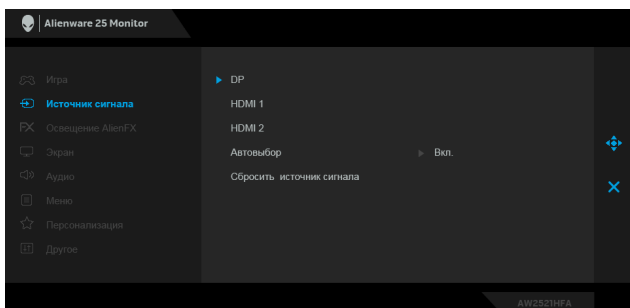 Alienware 25 Monitor
Игра
Источник сигнала
FX Освещение AlienFX
Экран
Аудио
Меню
Персонализация
Другое
DP
HDMI 1
HDMI 2
Автовыбор Вкл.
Сбросить источник сигнала
AW2521HFA